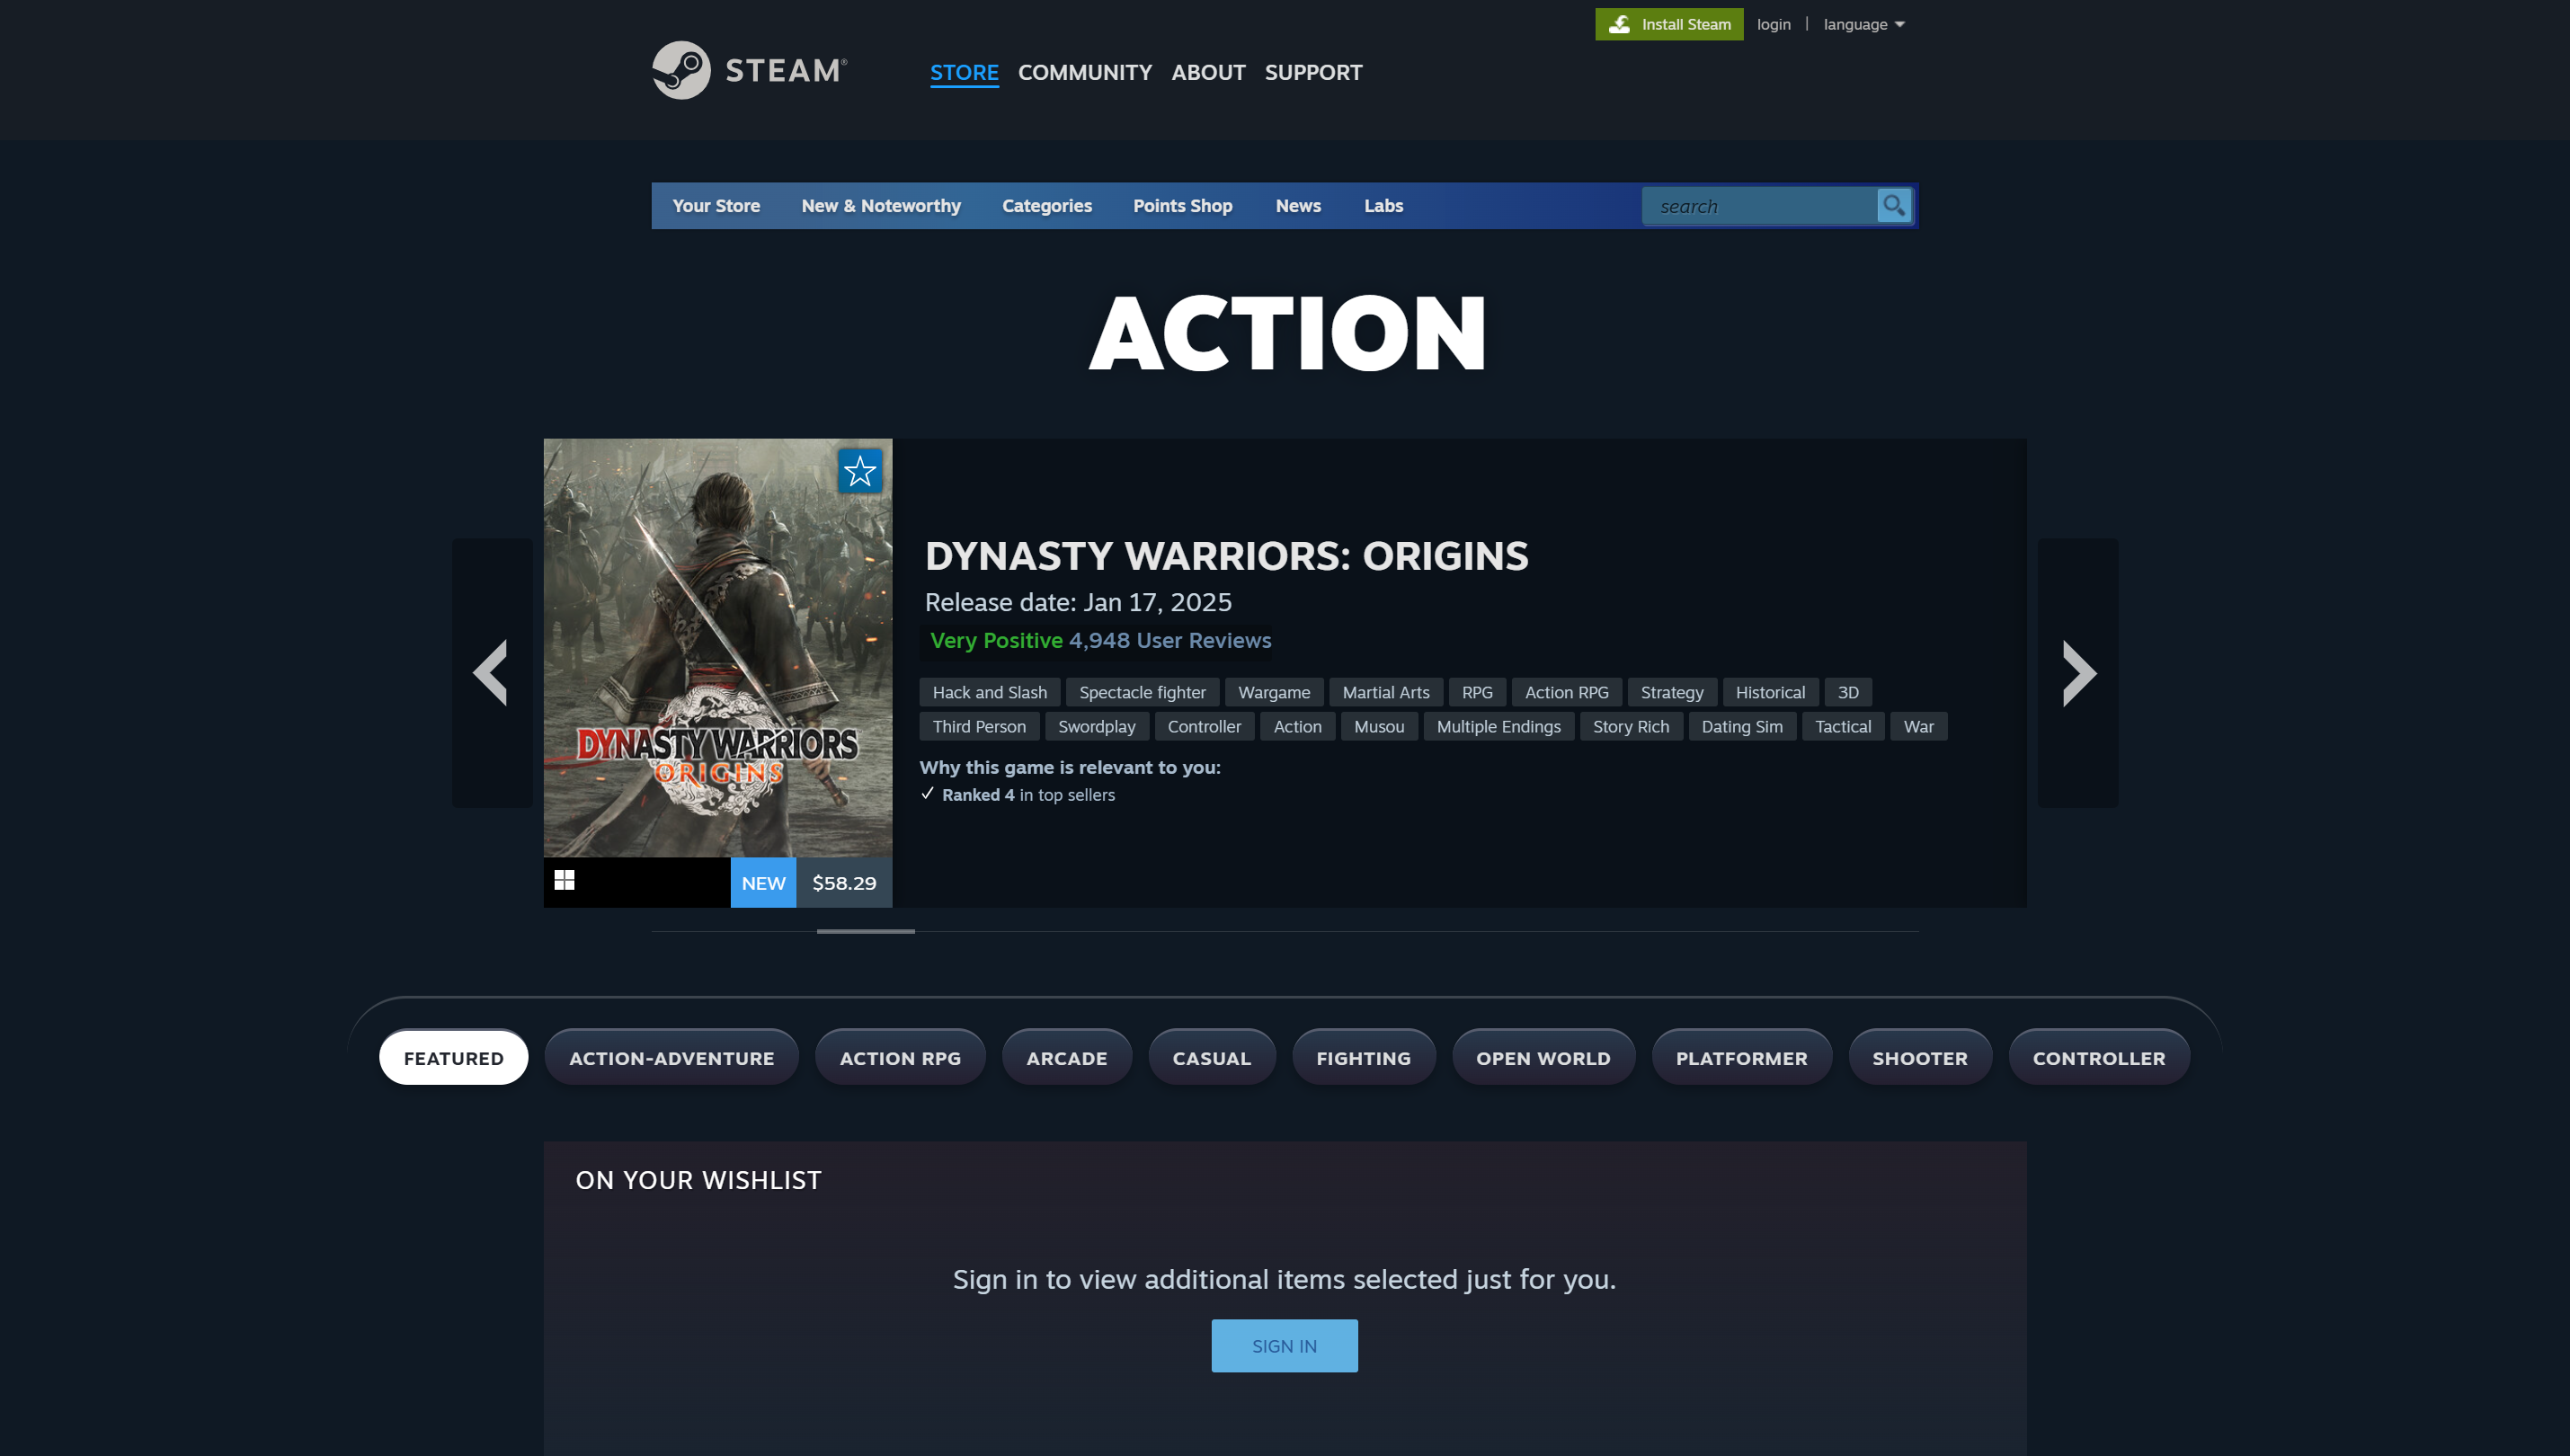 Install Steam login | language
STEAM®
STORE COMMUNITY ABOUT SUPPORT
Your Store New & Noteworthy Categories Points Shop News Labs search
ACTION
DYNASTY WARRIORS
ORIGINS
NEW $58.29
DYNASTY WARRIORS: ORIGINS
Release date: Jan 17, 2025
Very Positive 4,948 User Reviews
Hack and Slash Spectacle fighter Wargame Martial Arts RPG Action RPG Strategy Historical 3D
Third Person Swordplay Controller Action Musou Multiple Endings Story Rich Dating Sim Tactical War
Why this game is relevant to you:
Ranked 4 in top sellers
FEATURED ACTION-ADVENTURE ACTION RPG ARCADE CASUAL FIGHTING OPEN WORLD PLATFORMER SHOOTER CONTROLLER
ON YOUR WISHLIST
Sign in to view additional items selected just for you.
SIGN IN